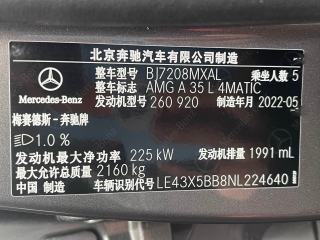 北京奔驰汽车有限公司制造
整车型号 BJ7208MXAL 乘坐人数 5
整车标志 AMG A 35 L 4MATIC
Mercedes-Benz 发动机型号 260 920 制造年月 2022-05
梅赛德斯-奔驰牌
1.0 %
发动机最大净功率 225 kW 发动机排量 1991 mL
最大允许总质量 2160 kg
中国 制造 车辆识别代号 LE43X5BB8NL224640